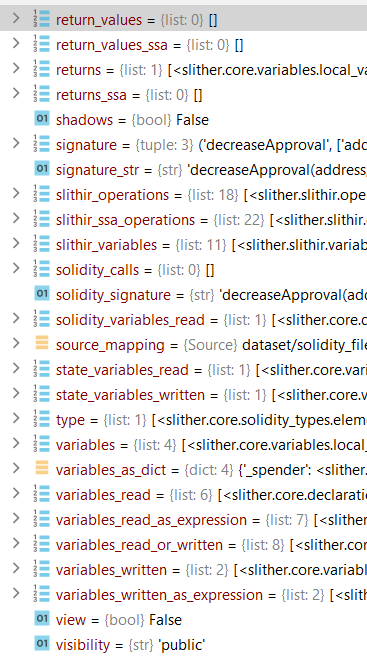 return_values = {list: 0} []
return_values_ssa = {list: 0} []
returns = {list: 1} [<slither.core.variables.local_va
returns_ssa = {list: 0} []
shadows = {bool} False
signature = {tuple: 3} ('decreaseApproval', ['add
signature_str = {str} 'decreaseApproval(address,
slithir_operations = {list: 18} [<slither.slithir.ope
slithir_ssa_operations = {list: 22} [<slither.slithir.
slithir_variables = {list: 11} [<slither.slithir.variab
solidity_calls = {list: 0} []
solidity_signature = {str} 'decreaseApproval(add
solidity_variables_read = {list: 1} [<slither.core.c
source_mapping = {Source} dataset/solidity_file
state_variables_read = {list: 1} [<slither.core.vari
state_variables_written = {list: 1} [<slither.core.v
type = {list: 1} [<slither.core.solidity_types.eleme
variables = {list: 4} [<slither.core.variables.local_
variables_as_dict = {dict: 4} {'_spender': <slither.
variables_read = {list: 6} [<slither.core.declaratio
variables_read_as_expression = {list: 7} [<slither
variables_read_or_written = {list: 8} [<slither.cor
variables_written = {list: 2} [<slither.core.variabl
variables_written_as_expression = {list: 2} [<slith
view = {bool} False
visibility = {str} 'public'